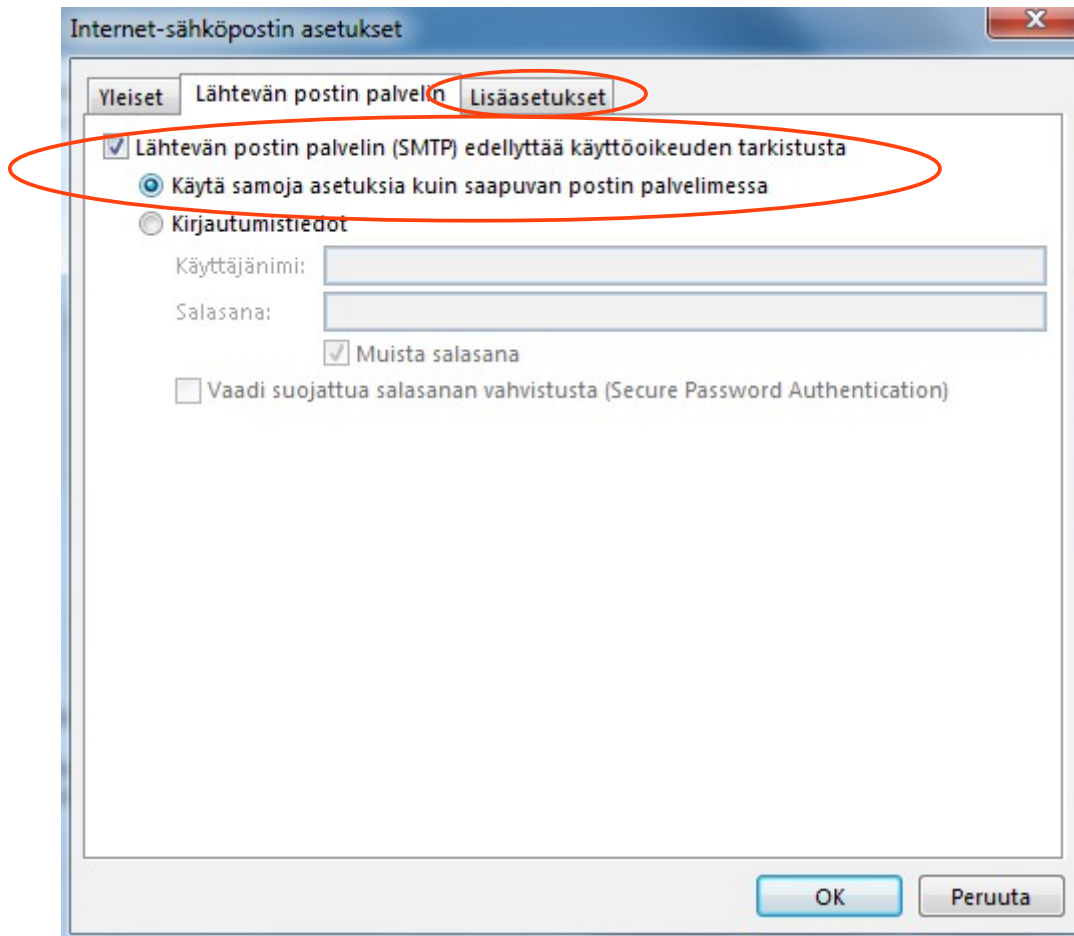 Internet-sähköpostin asetukset
Yleiset Lähtevän postin palvelin Lisäasetukset
Lähtevän postin palvelin (SMTP) edellyttää käyttöoikeuden tarkistusta
Käytä samoja asetuksia kuin saapuvan postin palvelimessa
Kirjautumistiedot
Käyttäjänimi:
Salasana:
Muista salasana
Vaadi suojattua salasanan vahvistusta (Secure Password Authentication)
OK Peruuta